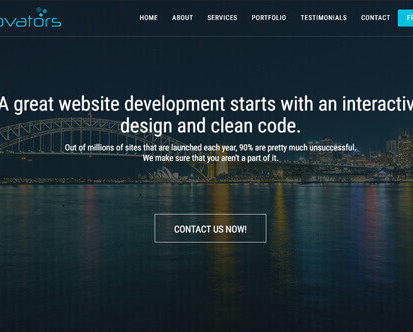 ovators
HOME ABOUT SERVICES PORTFOLIO TESTIMONIALS CONTACT
A great website development starts with an interactiv
design and clean code.
Out of millions of sites that are launched each year, 90% are pretty much unsuccessful.
We make sure that you aren't a part of it.
CONTACT US NOW!